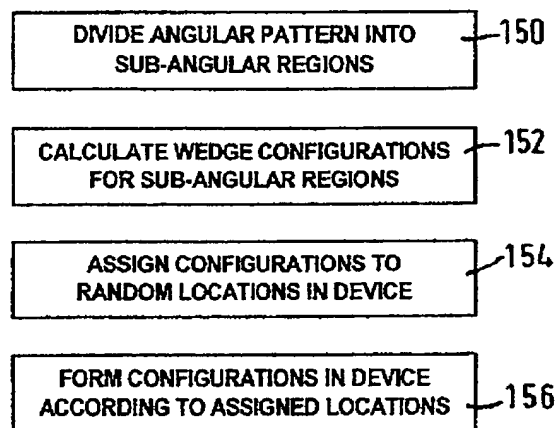 DIVIDE ANGULAR PATTERN INTO
SUB-ANGULAR REGIONS
150
CALCULATE WEDGE CONFIGURATIONS
FOR SUB-ANGULAR REGIONS
152
ASSIGN CONFIGURATIONS TO
RANDOM LOCATIONS IN DEVICE
154
FORM CONFIGURATIONS IN DEVICE
ACCORDING TO ASSIGNED LOCATIONS
156